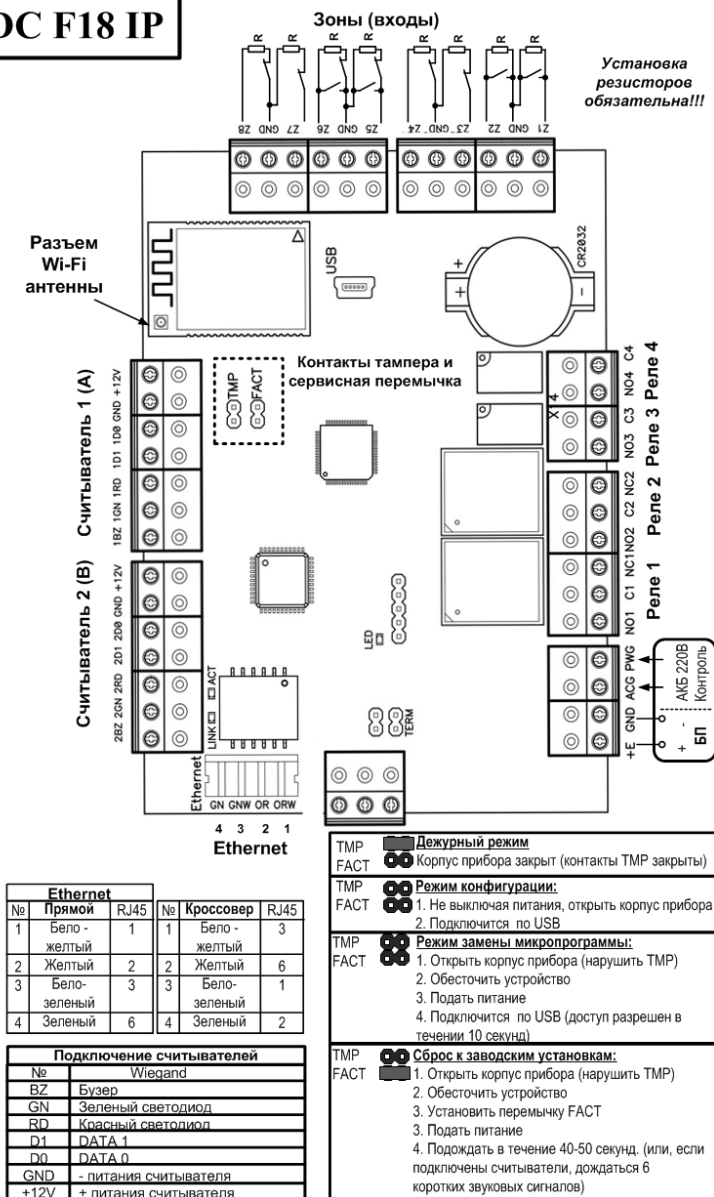 DC F18 IP
Зоны (входы)
R R R R R R R R
Установка
резисторов
обязательна!!!
Z8 GND Z7 Z6 GND Z5 Z4 GND Z3 Z2 GND Z1
Разъем
Wi-Fi
антенны
USB
CR2032
+
+ -
Контакты тампера и
сервисная перемычка
TMP
FACT
Считыватель 1 (A)
1BZ 1GN 1RD 1D1 1D0 GND +12V
Считыватель 2 (B)
2BZ 2GN 2RD 2D1 2D0 GND +12V
X 4
NO3 C3 NO4 C4
Реле 3 Реле 4
NO1 C1 NC1 NO2 C2 NC2
Реле 1 Реле 2
+E GND ACG PWG
АКБ 220В
Контроль
+ -
БП
LED
ACT
LINK
TERM
Ethernet
GN GNW OR ORW
4 3 2 1
Ethernet
TMP Дежурный режим
FACT Корпус прибора закрыт (контакты TMP закрыты)
TMP Режим конфигурации:
FACT 1. Не выключая питания, открыть корпус прибора
2. Подключится по USB
TMP Режим замены микропрограммы:
FACT 1. Открыть корпус прибора (нарушить TMP)
2. Обесточить устройство
3. Подать питание
4. Подключится по USB (доступ разрешен в
течении 10 секунд)
TMP Сброс к заводским установкам:
FACT 1. Открыть корпус прибора (нарушить TMP)
2. Обесточить устройство
3. Установить перемычку FACT
3. Подать питание
4. Подождать в течение 40-50 секунд. (или, если
подключены считыватели, дождаться 6
коротких звуковых сигналов)
Ethernet
№ Прямой RJ45 № Кроссовер RJ45
1 Бело - 1 1 Бело - 3
желтый желтый
2 Желтый 2 2 Желтый 6
3 Бело- 3 3 Бело- 1
зеленый зеленый
4 Зеленый 6 4 Зеленый 2
Подключение считывателей
№ Wiegand
BZ Бузер
GN Зеленый светодиод
RD Красный светодиод
D1 DATA 1
D0 DATA 0
GND - питания считывателя
+12V + питания считывателя